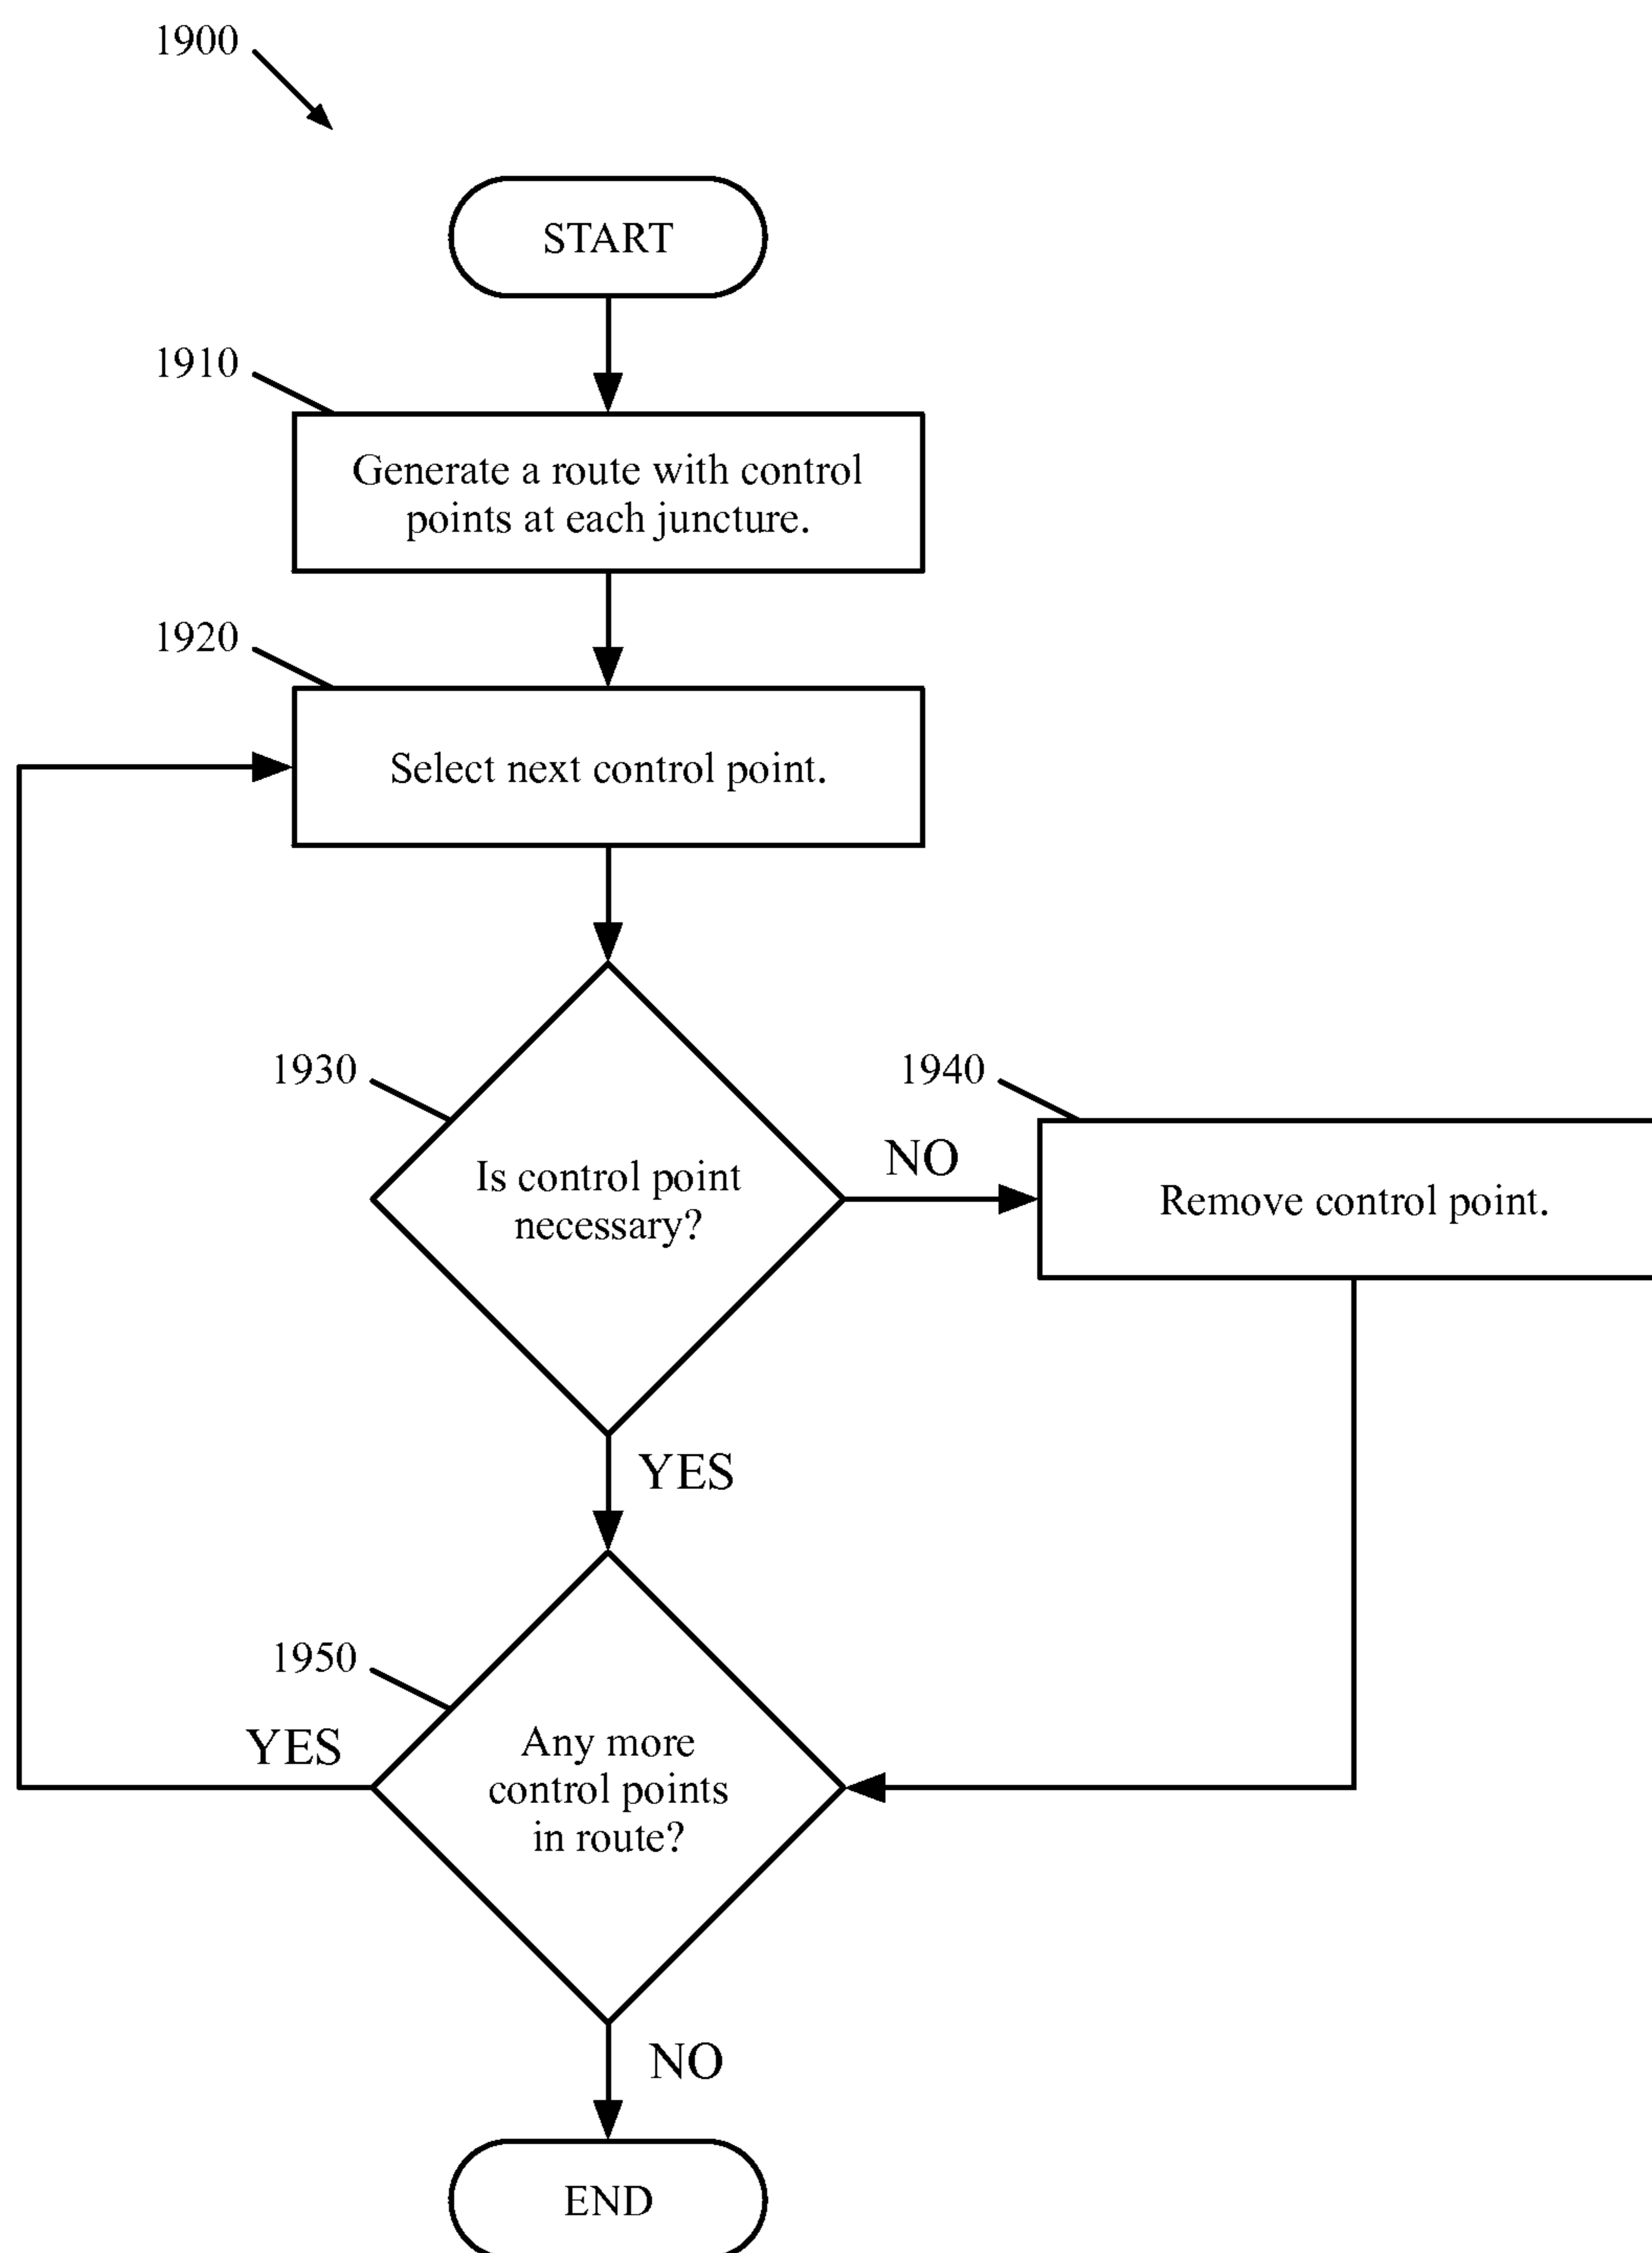 1900
START
1910
Generate a route with control
points at each juncture.
1920
Select next control point.
1930
Is control point
necessary?
NO
1940
Remove control point.
YES
1950
Any more
control points
in route?
YES
NO
END